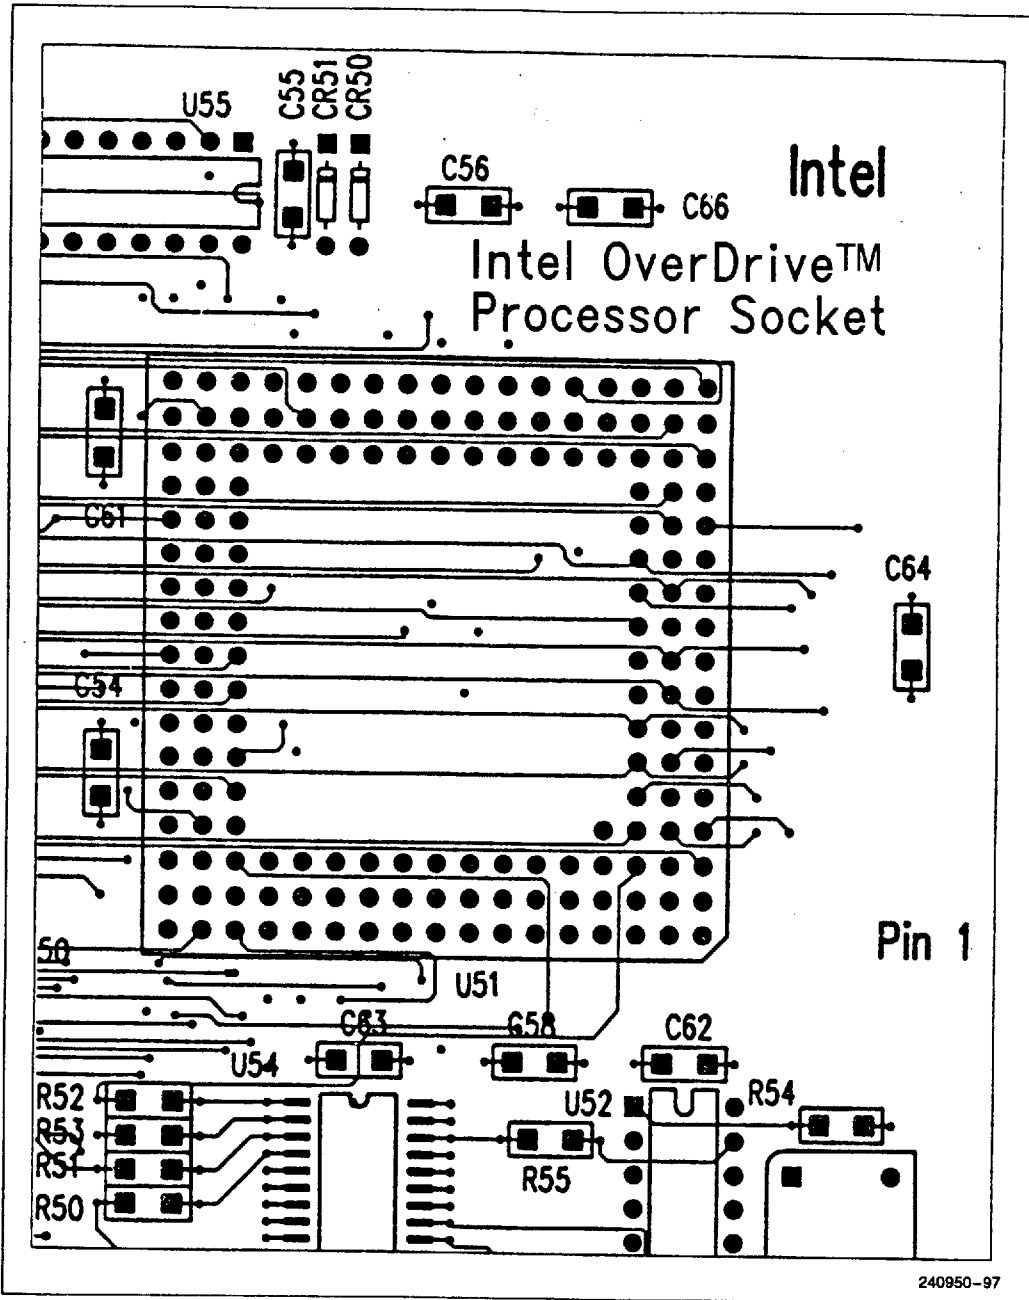 U55
C55
CR51
CR50
C56
C66
Intel
Intel OverDrive™
Processor Socket
C61
C64
C54
Pin 1
50
U51
C63
C58
C62
U54
R52
U52
R54
R53
R51
R55
R50
240950-97